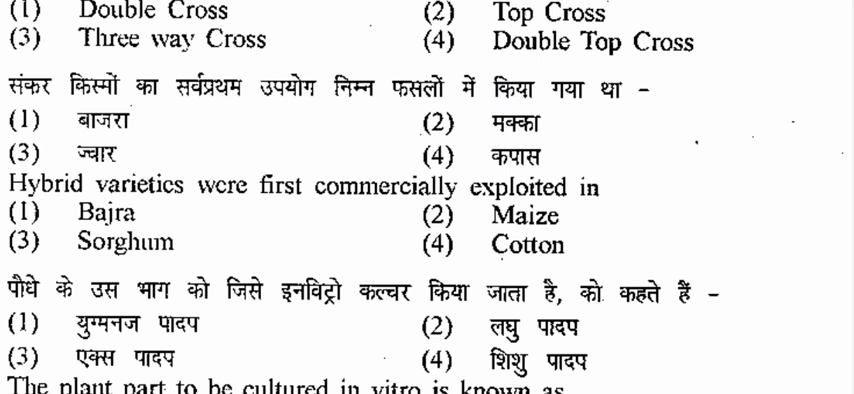 (1) Double Cross (2) Top Cross
(3) Three way Cross (4) Double Top Cross
संकर किस्मों का सर्वप्रथम उपयोग निम्न फसलों में किया गया था -
(1) बाजरा (2) मक्का
(3) ज्वार (4) कपास
Hybrid varieties were first commercially exploited in
(1) Bajra (2) Maize
(3) Sorghum (4) Cotton
पौधे के उस भाग को जिसे इनविट्रो कल्चर किया जाता है, को कहते हैं -
(1) युग्मनज पादप (2) लघु पादप
(3) एक्स पादप (4) शिशु पादप
The plant part to be cultured in vitro is known as